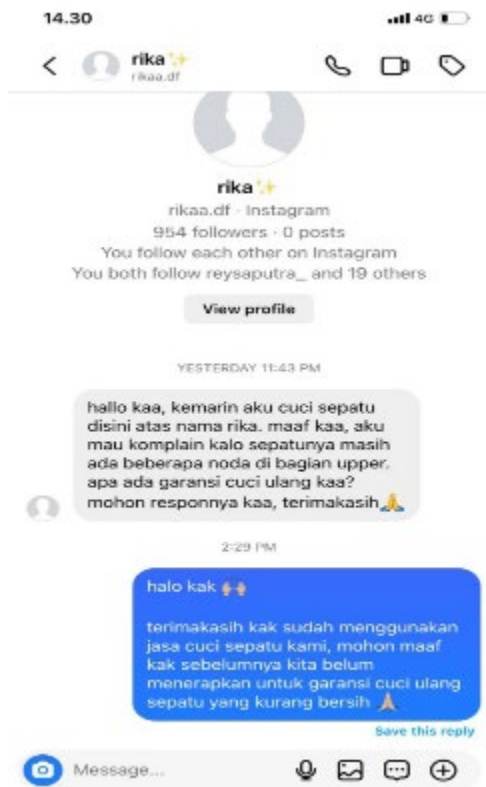 14.30
4G
rika✨
rikaa.df
rika✨
rikaa.df · Instagram
954 followers · 0 posts
You follow each other on Instagram
You both follow reysaputra_ and 19 others
View profile
YESTERDAY 11:43 PM
hallo kaa, kemarin aku cuci sepatu
disini atas nama rika. maaf kaa, aku
mau komplain kalo sepatunya masih
ada beberapa noda di bagian upper.
apa ada garansi cuci ulang kaa?
mohon responnya kaa, terimakasih🙏
2:29 PM
halo kak 🙌🏻
terimakasih kak sudah menggunakan
jasa cuci sepatu kami, mohon maaf
kak sebelumnya kita belum
menerapkan untuk garansi cuci ulang
sepatu yang kurang bersih 🙏🏻
Save this reply
Message...